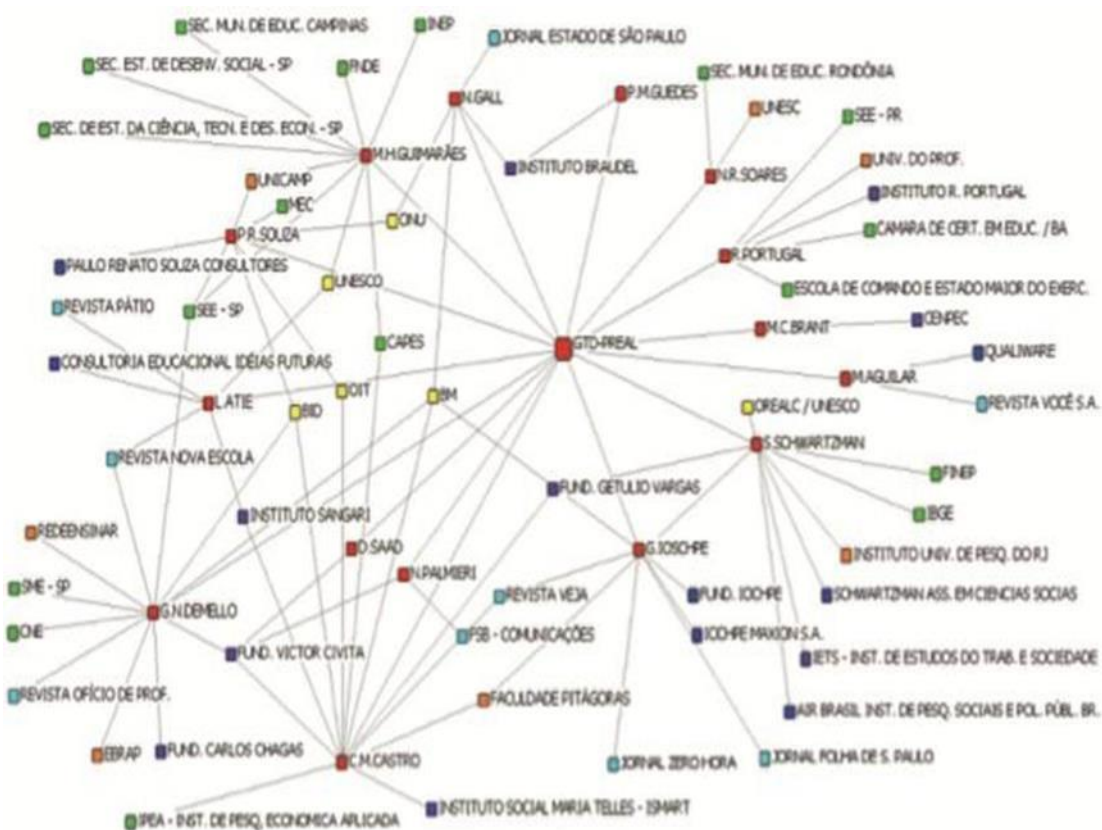 SEC. MUN. DE EDUC. CAMPINAS
INEP
JORNAL ESTADO DE SÃO PAULO
SEC. EST. DE DESENV. SOCIAL - SP
FNDE
SEC. MUN. DE EDUC. RONDÔNIA
N.GALL
P.M.GUEDES
UNESC
SEE - PR
SEC. DE EST. DA CIÊNCIA, TECN. E DES. ECON. - SP
M.H.GUIMARÃES
INSTITUTO BRAUDEL
UNIV. DO PROF.
UNICAMP
N.R.SOARES
INSTITUTO R. PORTUGAL
MEC
ONU
P.R.SOUZA
CAMARA DE CERT. EM EDUC. / BA
R.PORTUGAL
PAULO RENATO SOUZA CONSULTORES
UNESCO
ESCOLA DE COMANDO E ESTADO MAIOR DO EXERC.
REVISTA PÁTIO
SEE - SP
CENPEC
M.C.BRANT
CAPES
GTD-PREAL
QUALIWARE
CONSULTORIA EDUCACIONAL IDÉIAS FUTURAS
M.AGUILAR
OIT
BM
L.ATIE
BID
OREALC / UNESCO
REVISTA VOCÊ S.A.
S.SCHWARTZMAN
REVISTA NOVA ESCOLA
FINEP
FUND. GETULIO VARGAS
INSTITUTO SANGARI
IBGE
REDEENSINAR
D.SAAD
G.IOSCHPE
INSTITUTO UNIV. DE PESQ. DO RJ
N.PALMIERI
SME - SP
REVISTA VEJA
FUND. IOCHPE
SCHWARTZMAN ASS. EM CIENCIAS SOCIAS
G.N.DEMELLO
CNE
FSB - COMUNICAÇÕES
IOCHPE MAXION S.A.
FUND. VICTOR CIVITA
IETS - INST. DE ESTUDOS DO TRAB. E SOCIEDADE
REVISTA OFÍCIO DE PROF.
FACULDADE PITÁGORAS
AIR BRASIL INST. DE PESQ. SOCIAIS E POL. PÚBL. BR.
EBRAP
FUND. CARLOS CHAGAS
C.M.CASTRO
JORNAL ZERO HORA
JORNAL FOLHA DE S. PAULO
INSTITUTO SOCIAL MARIA TELLES - ISMART
IPEA - INST. DE PESQ. ECONOMICA APLICADA